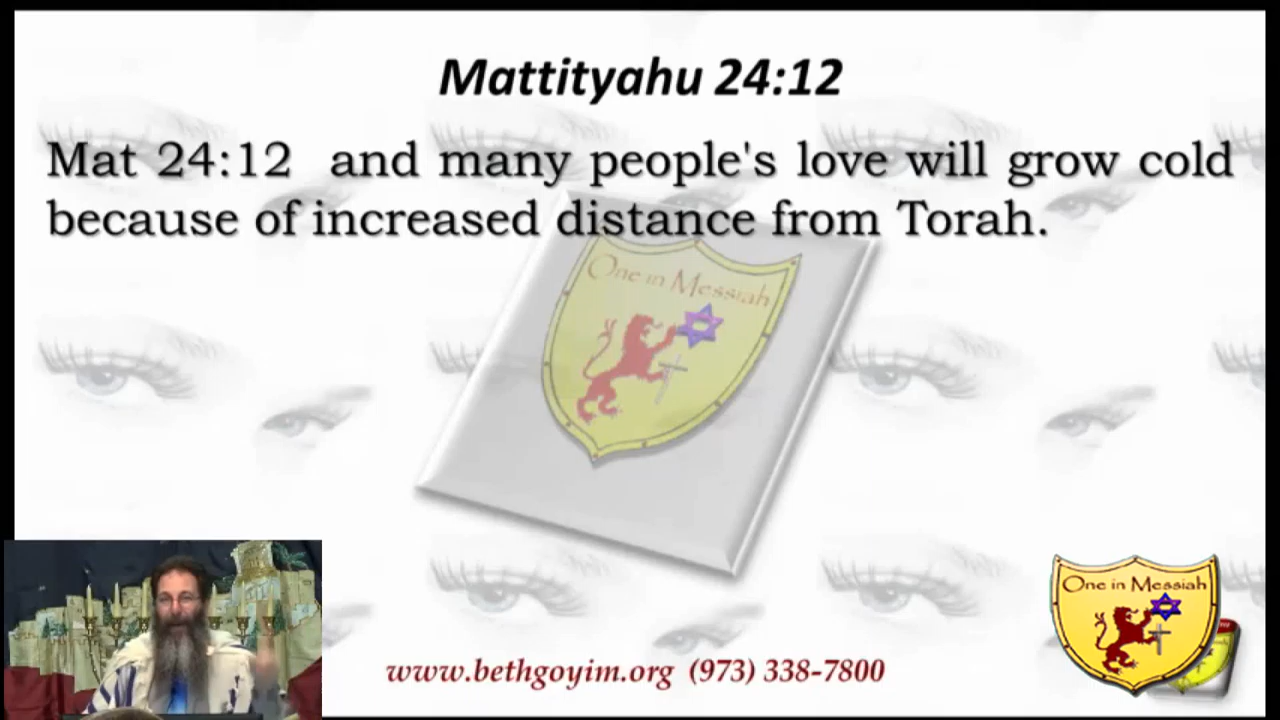 Mattityahu 24:12
Mat 24:12 and many people's love will grow cold
because of increased distance from Torah.
One in Messiah
One in Messiah
www.bethgoyim.org (973) 338-7800